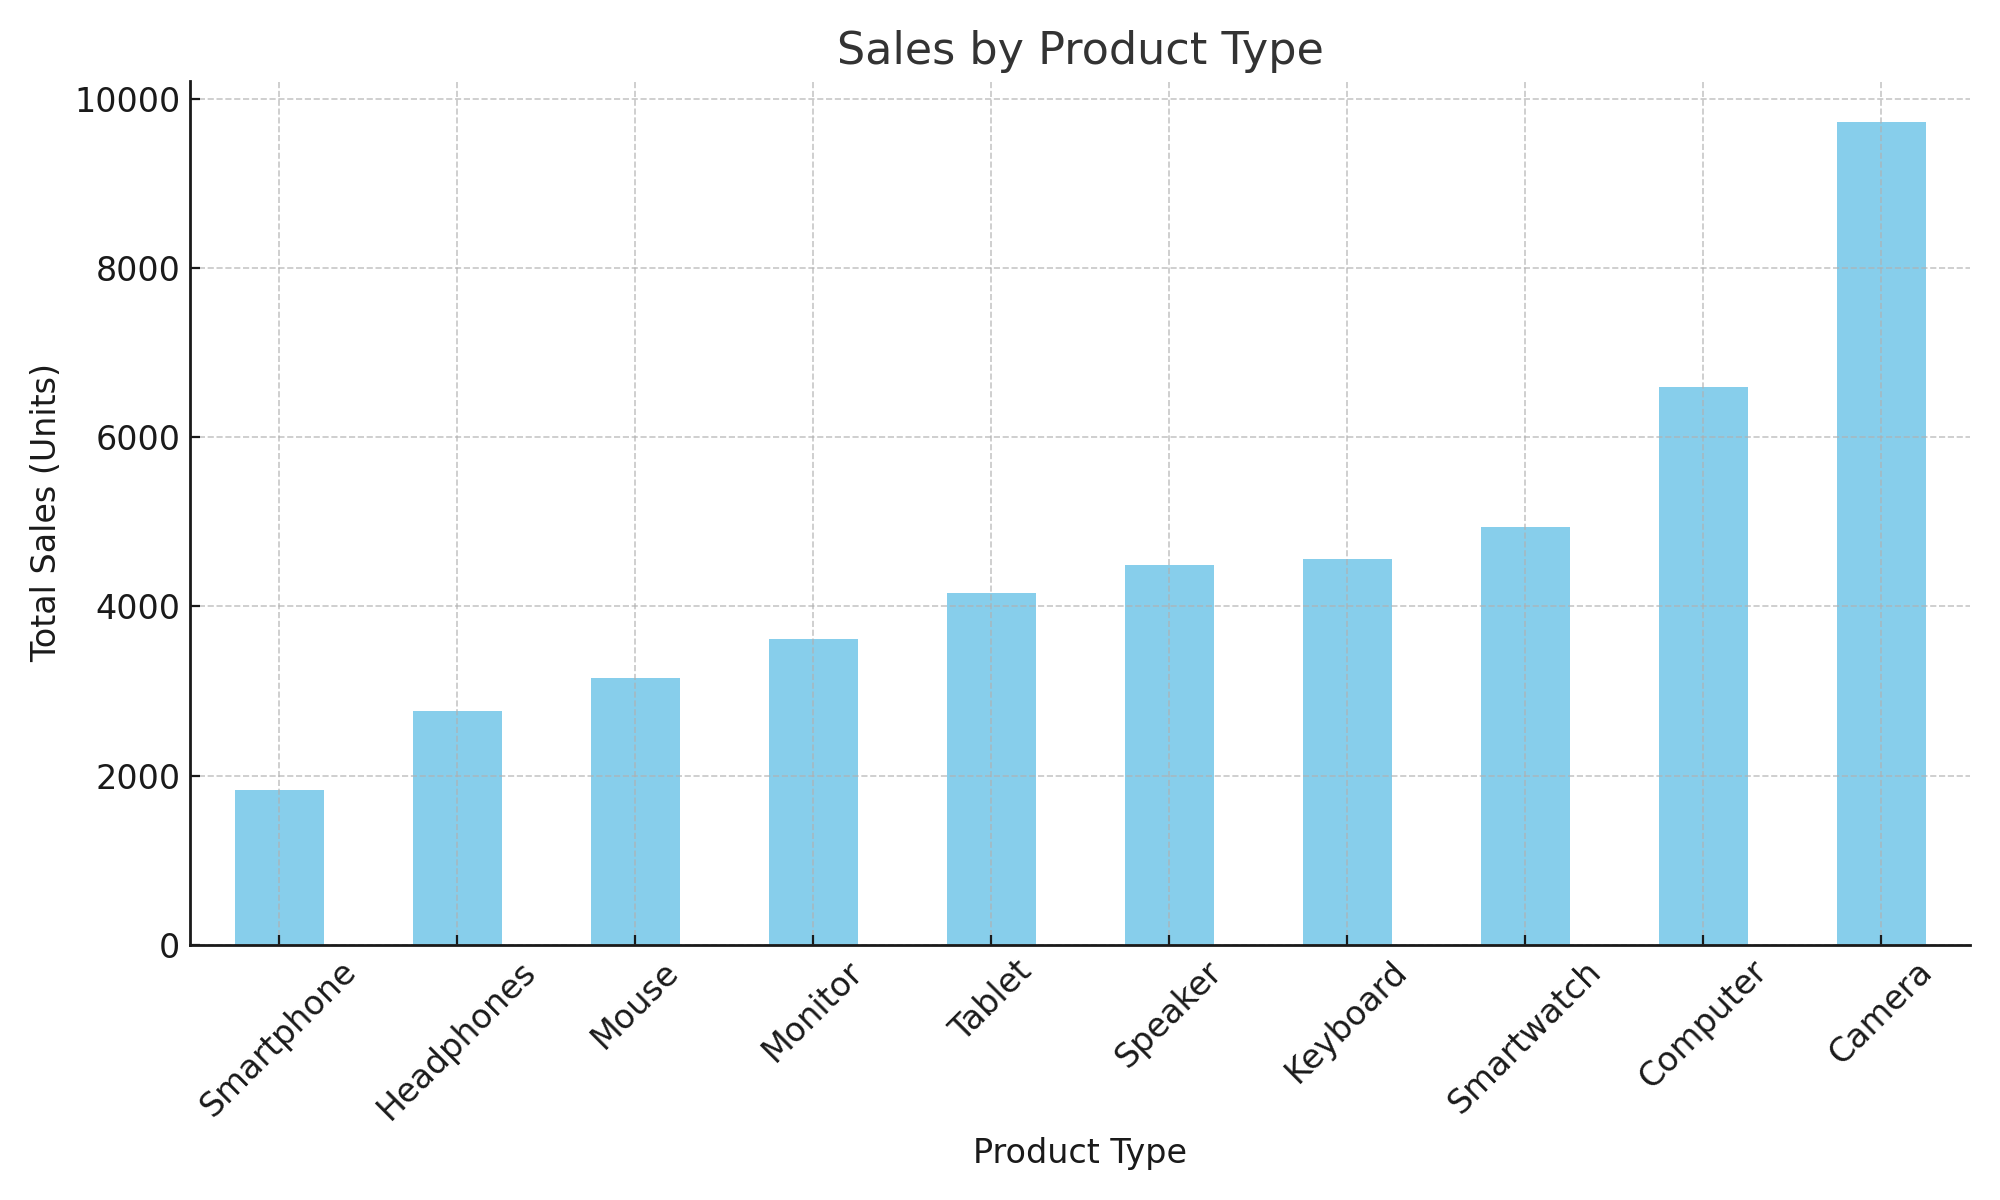 Sales by Product Type
Total Sales (Units)
10000
8000
6000
4000
2000
0
Smartphone
Headphones
Mouse
Monitor
Tablet
Speaker
Keyboard
Smartwatch
Computer
Camera
Product Type